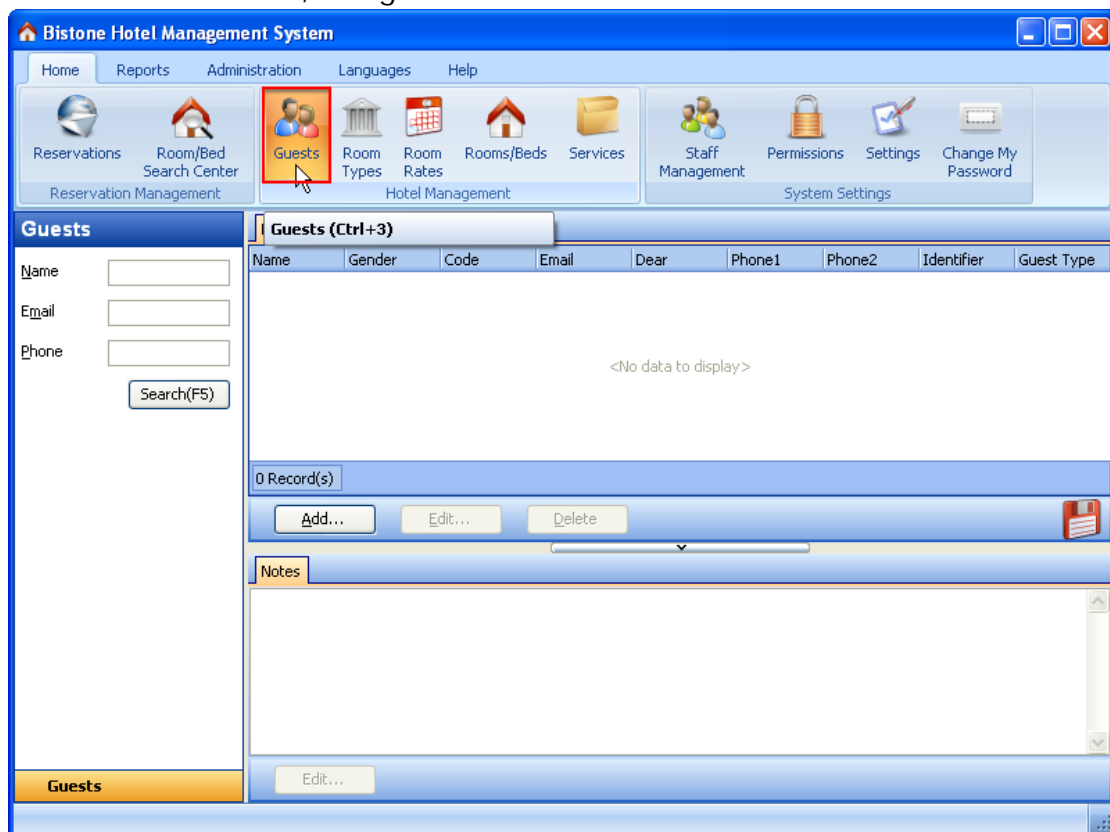 Bistone Hotel Management System
Home Reports Administration Languages Help
Reservations Room/Bed Search Center Guests Room Types Room Rates Rooms/Beds Services Staff Management Permissions Settings Change My Password
Reservation Management Hotel Management System Settings
Guests
Guests (Ctrl+3)
Name
Email
Phone
Search(F5)
Name Gender Code Email Dear Phone1 Phone2 Identifier Guest Type
<No data to display>
0 Record(s)
Add... Edit... Delete
Notes
Edit...
Guests